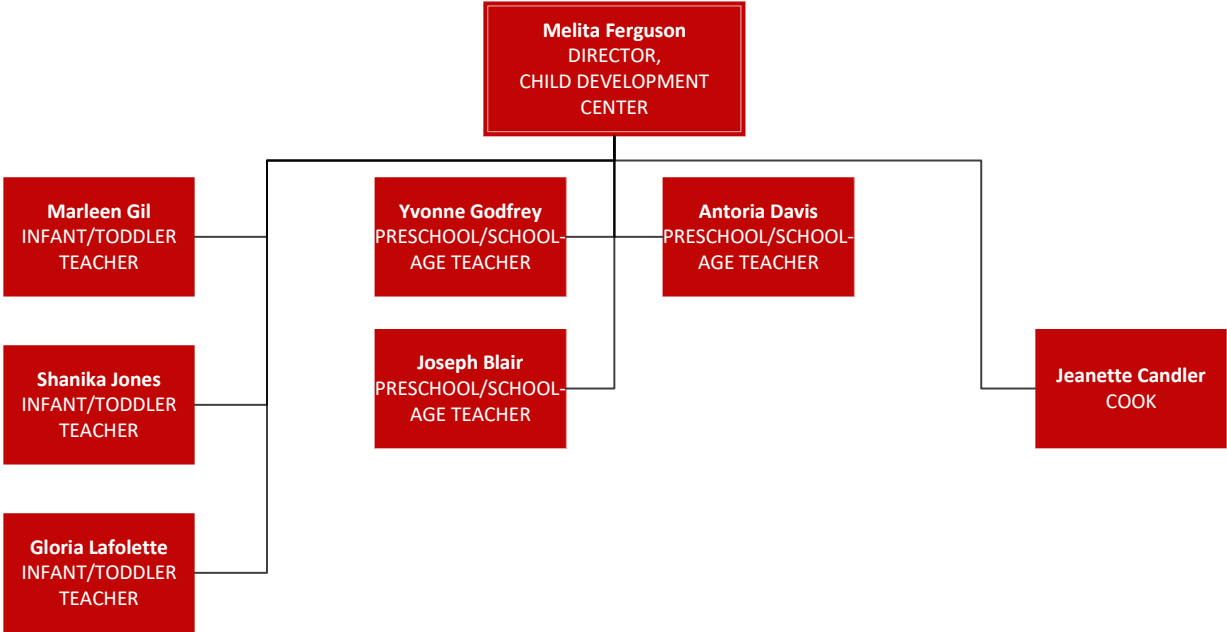 Melita Ferguson
DIRECTOR,
CHILD DEVELOPMENT
CENTER
Marleen Gil
INFANT/TODDLER
TEACHER
Yvonne Godfrey
PRESCHOOL/SCHOOL-
AGE TEACHER
Antoria Davis
PRESCHOOL/SCHOOL-
AGE TEACHER
Shanika Jones
INFANT/TODDLER
TEACHER
Joseph Blair
PRESCHOOL/SCHOOL-
AGE TEACHER
Jeanette Candler
COOK
Gloria Lafolette
INFANT/TODDLER
TEACHER